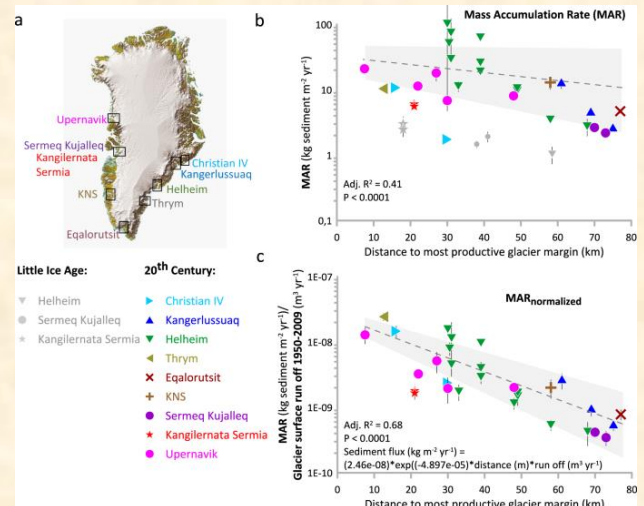 a
Upernavik
Sermeq Kujalleq
Kangilernata
Sermia
KNS
Eqalorutsit
Christian IV
Kangerlussuaq
Helheim
Thrym
Little Ice Age:
Helheim
Sermeq Kujalleq
Kangilernata Sermia
20th Century:
Christian IV
Kangerlussuaq
Helheim
Thrym
Eqalorutsit
KNS
Sermeq Kujalleq
Kangilernata Sermia
Upernavik
b
Mass Accumulation Rate (MAR)
MAR (kg sediment m-2 yr-1)
100
10
1
0,1
Adj. R2 = 0.41
P < 0.0001
0 10 20 30 40 50 60 70 80
Distance to most productive glacier margin (km)
c
MARnormalized
MAR (kg sediment m-2 yr-1)/
Glacier surface run off 1950-2009 (m3 yr-1)
1E-07
1E-08
1E-09
1E-10
Adj. R2 = 0.68
P < 0.0001
Sediment flux (kg m-2 yr-1) =
(2.46e-08)*exp((-4.897e-05)*distance (m)*run off (m3 yr-1)
0 10 20 30 40 50 60 70 80
Distance to most productive glacier margin (km)